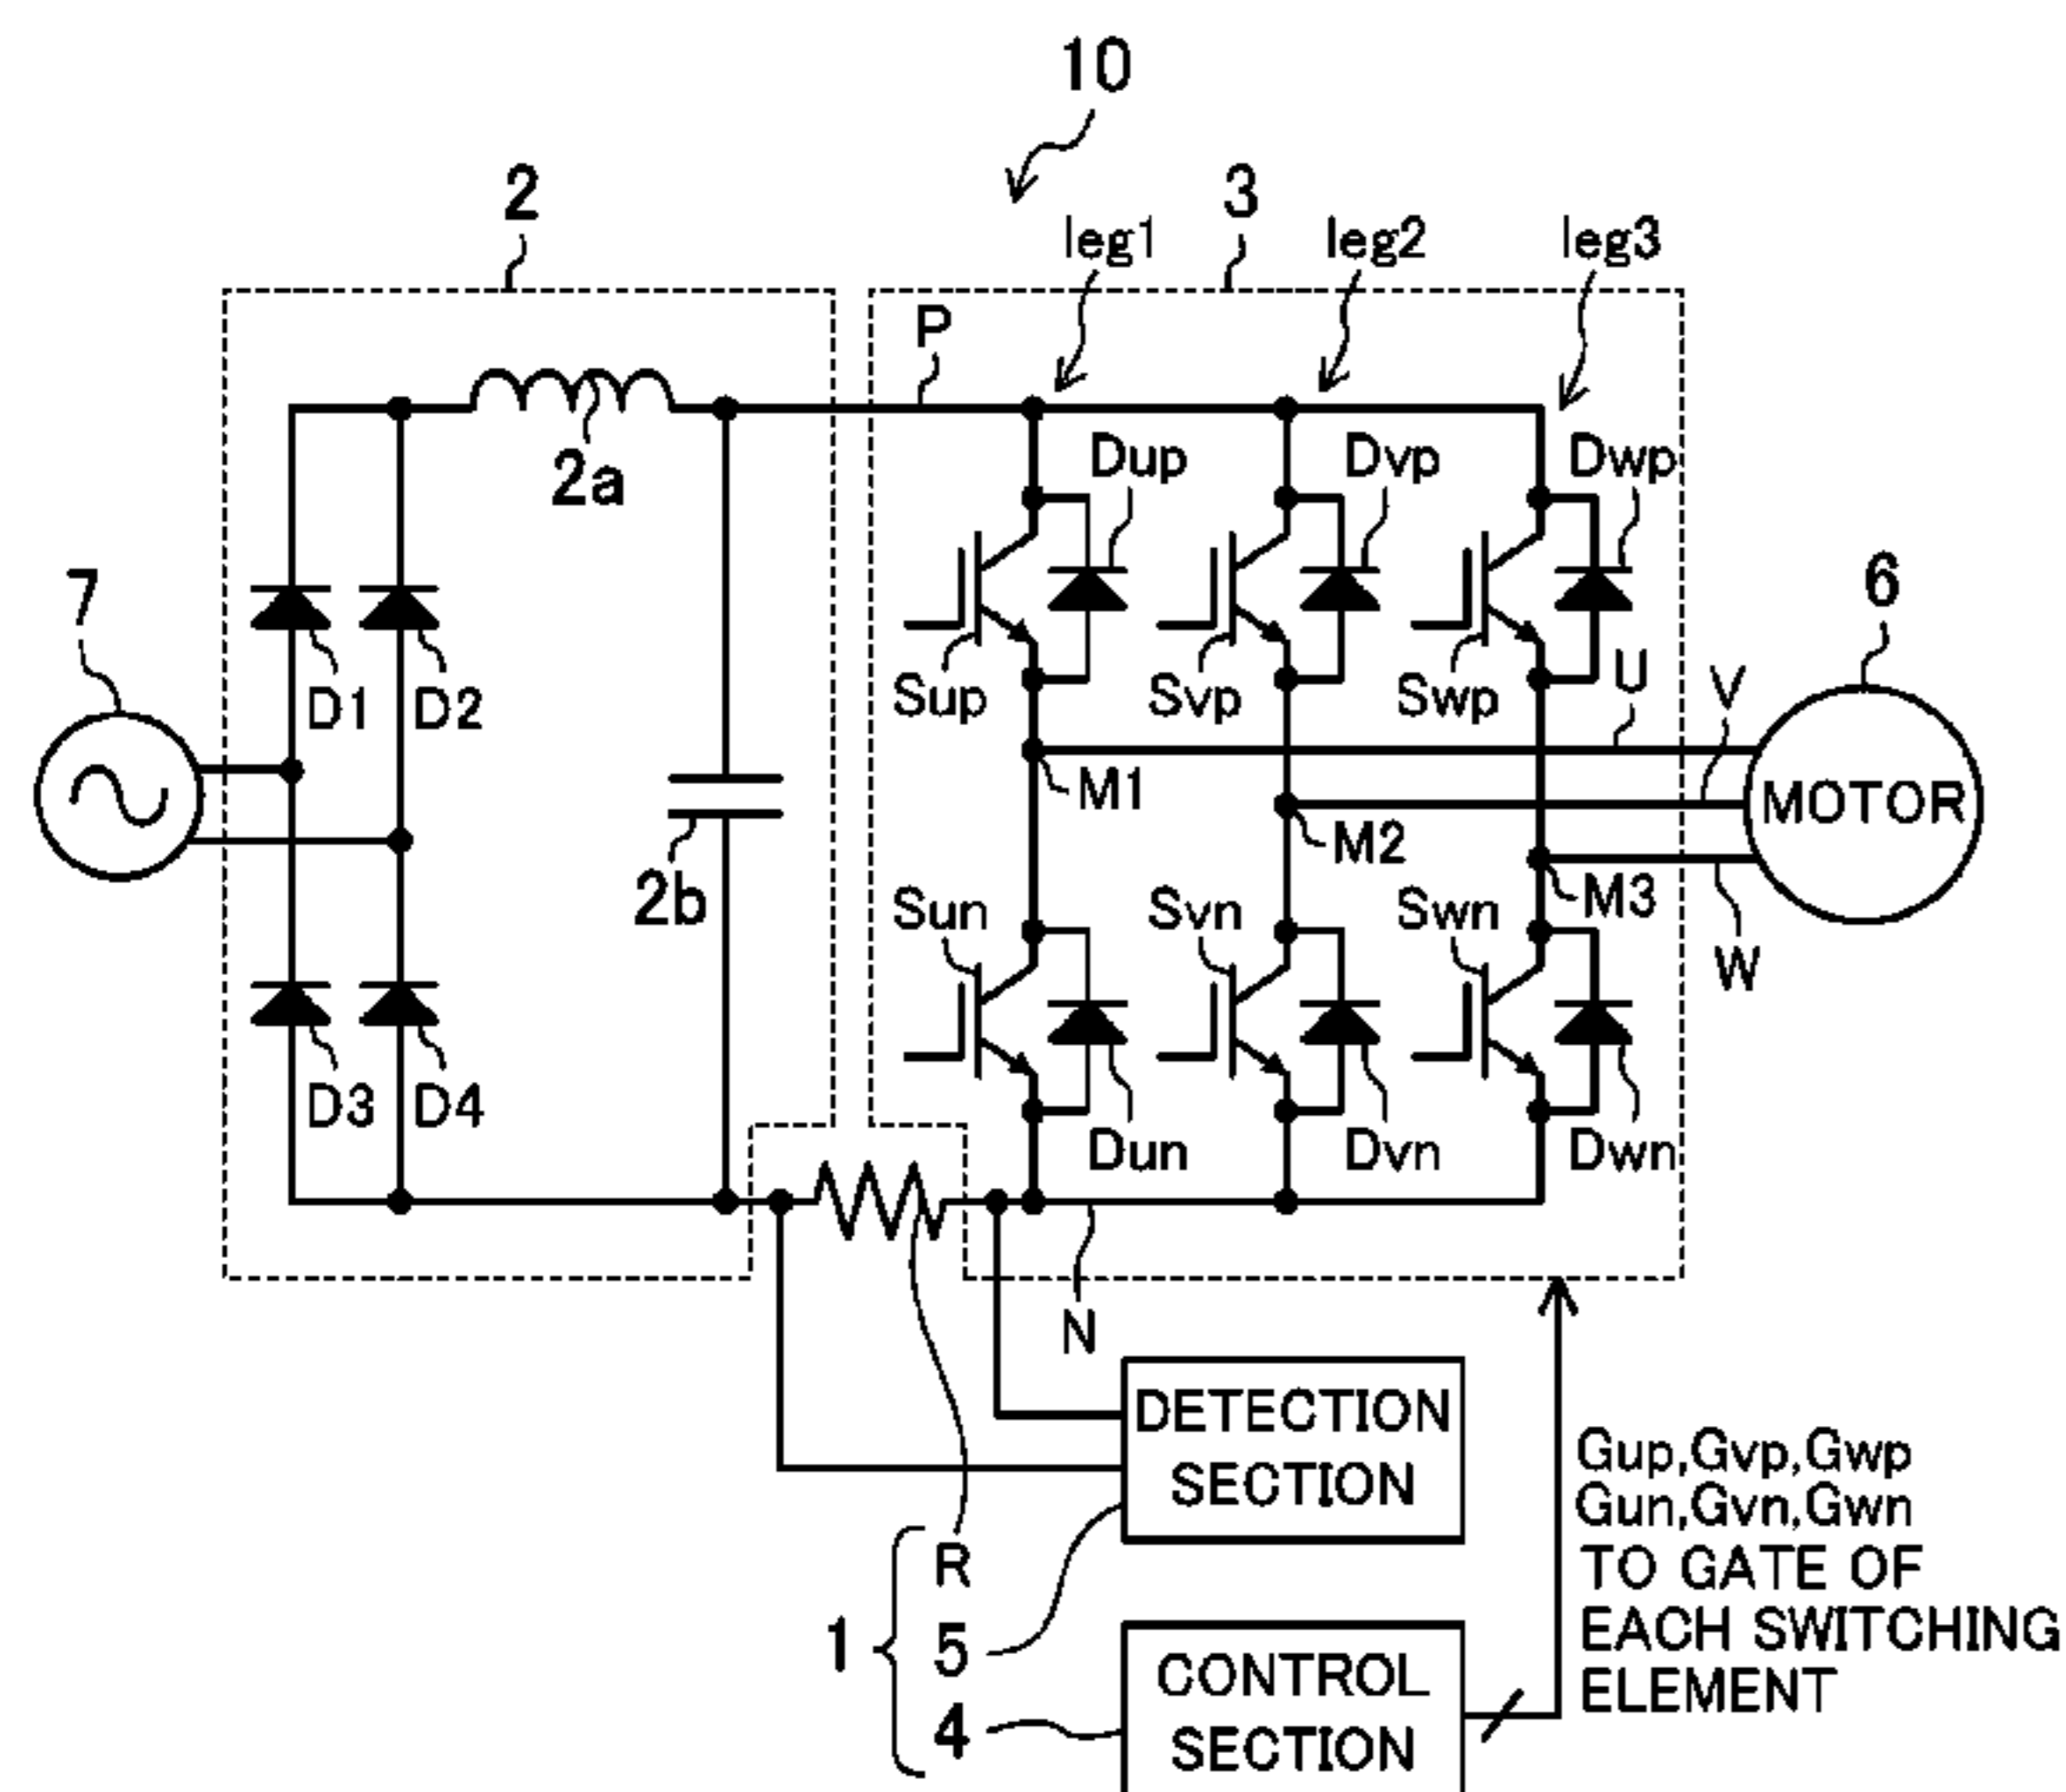 10
2
3
leg1
leg2
leg3
P
2a
Dup
Dvp
Dwp
7
6
D1
D2
Sup
Svp
Swp
U
V
M1
MOTOR
M2
2b
Sun
Svn
Swn
M3
W
D3
D4
Dun
Dvn
Dwn
N
DETECTION
SECTION
Gup,Gvp,Gwp
Gun,Gvn,Gwn
TO GATE OF
EACH SWITCHING
ELEMENT
R
1
5
4
CONTROL
SECTION